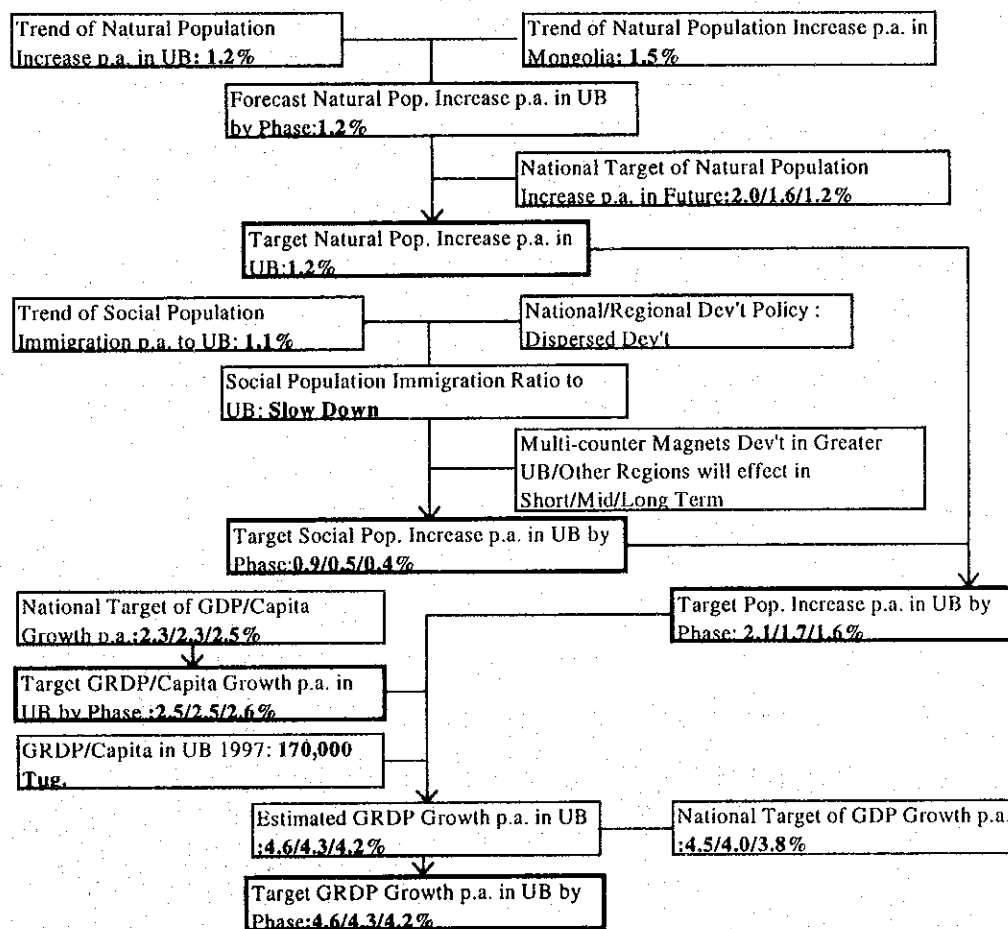 Trend of Natural Population
Increase p.a. in UB: 1.2%
Trend of Natural Population Increase p.a. in
Mongolia: 1.5%
Forecast Natural Pop. Increase p.a. in UB
by Phase:1.2%
National Target of Natural Population
Increase p.a. in Future:2.0/1.6/1.2%
Target Natural Pop. Increase p.a. in
UB:1.2%
Trend of Social Population
Immigration p.a. to UB: 1.1%
National/Regional Dev't Policy :
Dispersed Dev't
Social Population Immigration Ratio to
UB: Slow Down
Multi-counter Magnets Dev't in Greater
UB/Other Regions will effect in
Short/Mid/Long Term
Target Social Pop. Increase p.a. in UB by
Phase:0.9/0.5/0.4%
National Target of GDP/Capita
Growth p.a.:2.3/2.3/2.5%
Target Pop. Increase p.a. in UB by
Phase: 2.1/1.7/1.6%
Target GRDP/Capita Growth p.a. in
UB by Phase :2.5/2.5/2.6%
GRDP/Capita in UB 1997: 170,000
Tug.
Estimated GRDP Growth p.a. in UB
:4.6/4.3/4.2%
National Target of GDP Growth p.a.
:4.5/4.0/3.8%
Target GRDP Growth p.a. in UB by
Phase:4.6/4.3/4.2%